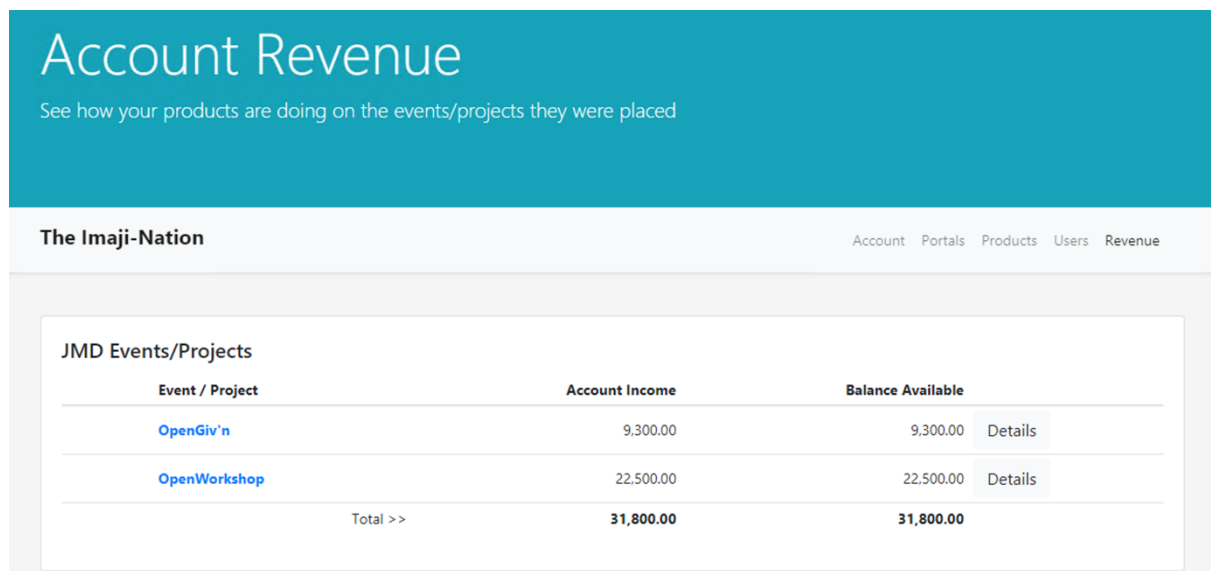 Account Revenue
See how your products are doing on the events/projects they were placed
The Imaji-Nation Account Portals Products Users Revenue
JMD Events/Projects
Event / Project Account Income Balance Available
OpenGiv'n 9,300.00 9,300.00 Details
OpenWorkshop 22,500.00 22,500.00 Details
Total >> 31,800.00 31,800.00